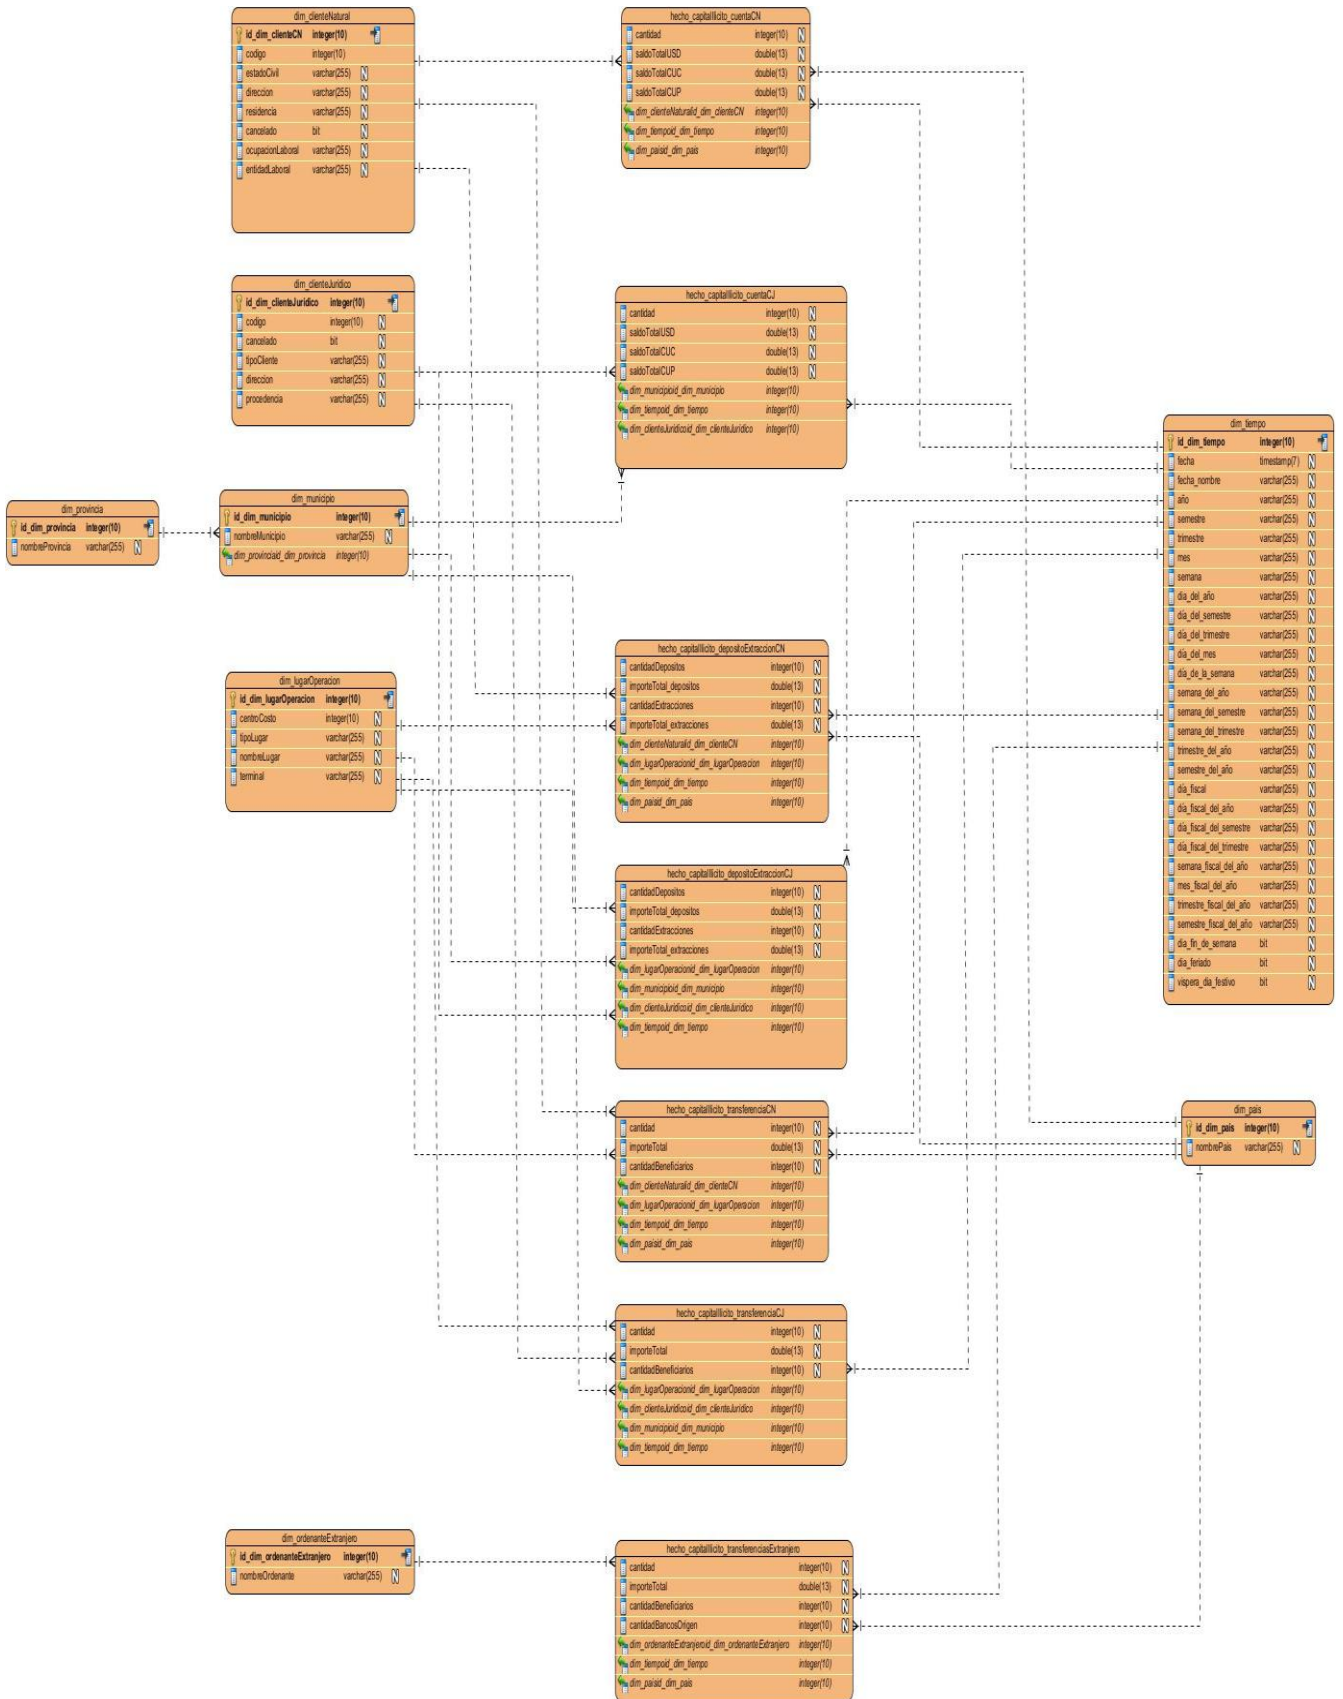 dim_clienteNatural
id_dim_clienteCN integer(10)
codigo integer(10)
estadoCivil varchar(255) N
direccion varchar(255) N
residencia varchar(255) N
cancelado bit N
ocupacionLaboral varchar(255) N
entidadLaboral varchar(255) N
hecho_capitalIlicito_cuentaCN
cantidad integer(10) N
saldoTotalUSD double(13) N
saldoTotalCUC double(13) N
saldoTotalCUP double(13) N
dim_clienteNaturalid_dim_clienteCN integer(10)
dim_tiempoid_dim_tiempo integer(10)
dim_paisid_dim_pais integer(10)
dim_clienteJuridico
id_dim_clienteJuridico integer(10)
codigo integer(10) N
cancelado bit N
tipoCliente varchar(255) N
direccion varchar(255) N
procedencia varchar(255) N
hecho_capitalIlicito_cuentaCJ
cantidad integer(10) N
saldoTotalUSD double(13) N
saldoTotalCUC double(13) N
saldoTotalCUP double(13) N
dim_municipioid_dim_municipio integer(10)
dim_tiempoid_dim_tiempo integer(10)
dim_clienteJuridicoid_dim_clienteJuridico integer(10)
dim_provincia
id_dim_provincia integer(10)
nombreProvincia varchar(255) N
dim_municipio
id_dim_municipio integer(10)
nombreMunicipio varchar(255) N
dim_provinciaid_dim_provincia integer(10)
dim_tiempo
id_dim_tiempo integer(10)
fecha timestamp(7) N
fecha_nombre varchar(255) N
año varchar(255) N
semestre varchar(255) N
trimestre varchar(255) N
mes varchar(255) N
semana varchar(255) N
dia_del_año varchar(255) N
día_del_semestre varchar(255) N
día_del_trimestre varchar(255) N
día_del_mes varchar(255) N
día_de_la_semana varchar(255) N
semana_del_año varchar(255) N
semana_del_semestre varchar(255) N
semana_del_trimestre varchar(255) N
trimestre_del_año varchar(255) N
semestre_del_año varchar(255) N
día_fiscal varchar(255) N
día_fiscal_del_año varchar(255) N
día_fiscal_del_semestre varchar(255) N
día_fiscal_del_trimestre varchar(255) N
semana_fiscal_del_año varchar(255) N
mes_fiscal_del_año varchar(255) N
trimestre_fiscal_del_año varchar(255) N
semestre_fiscal_del_año varchar(255) N
dia_fin_de_semana bit N
dia_feriado bit N
vispera_dia_festivo bit N
dim_lugarOperacion
id_dim_lugarOperacion integer(10)
centroCosto integer(10) N
tipoLugar varchar(255) N
nombreLugar varchar(255) N
terminal varchar(255) N
hecho_capitalIlicito_depositoExtraccionCN
cantidadDepositos integer(10) N
importeTotal_depositos double(13) N
cantidadExtracciones integer(10) N
importeTotal_extracciones double(13) N
dim_clienteNaturalid_dim_clienteCN integer(10)
dim_lugarOperacionid_dim_lugarOperacion integer(10)
dim_tiempoid_dim_tiempo integer(10)
dim_paisid_dim_pais integer(10)
hecho_capitalIlicito_depositoExtraccionCJ
cantidadDepositos integer(10) N
importeTotal_depositos double(13) N
cantidadExtracciones integer(10) N
importeTotal_extracciones double(13) N
dim_lugarOperacionid_dim_lugarOperacion integer(10)
dim_municipioid_dim_municipio integer(10)
dim_clienteJuridicoid_dim_clienteJuridico integer(10)
dim_tiempoid_dim_tiempo integer(10)
hecho_capitalIlicito_transferenciaCN
cantidad integer(10) N
importeTotal double(13) N
cantidadBeneficiarios integer(10) N
dim_clienteNaturalid_dim_clienteCN integer(10)
dim_lugarOperacionid_dim_lugarOperacion integer(10)
dim_tiempoid_dim_tiempo integer(10)
dim_paisid_dim_pais integer(10)
dim_pais
id_dim_pais integer(10)
nombrePais varchar(255) N
hecho_capitalIlicito_transferenciaCJ
cantidad integer(10) N
importeTotal double(13) N
cantidadBeneficiarios integer(10) N
dim_lugarOperacionid_dim_lugarOperacion integer(10)
dim_clienteJuridicoid_dim_clienteJuridico integer(10)
dim_municipioid_dim_municipio integer(10)
dim_tiempoid_dim_tiempo integer(10)
dim_ordenanteExtranjero
id_dim_ordenanteExtranjero integer(10)
nombreOrdenante varchar(255) N
hecho_capitalIlicito_transferenciasExtranjero
cantidad integer(10) N
importeTotal double(13) N
cantidadBeneficiarios integer(10) N
cantidadBancosOrigen integer(10) N
dim_ordenanteExtranjeroid_dim_ordenanteExtranjero integer(10)
dim_tiempoid_dim_tiempo integer(10)
dim_paisid_dim_pais integer(10)